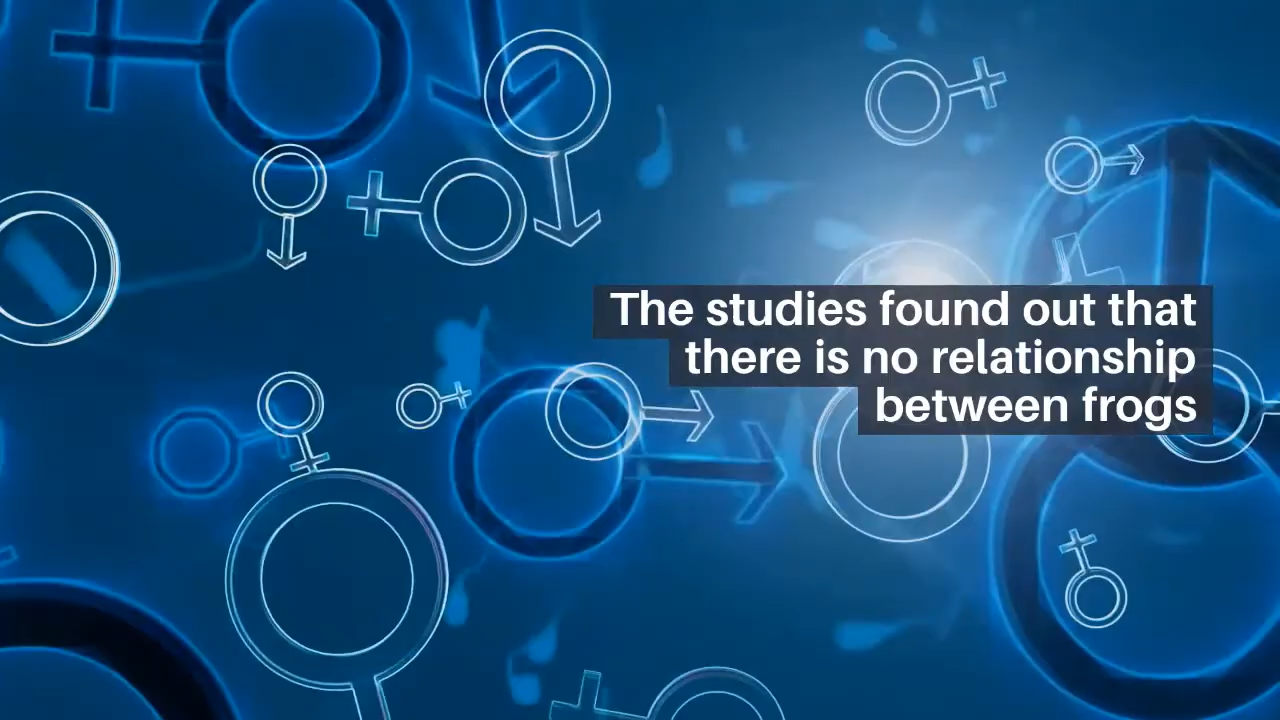 The studies found out that
there is no relationship
between frogs